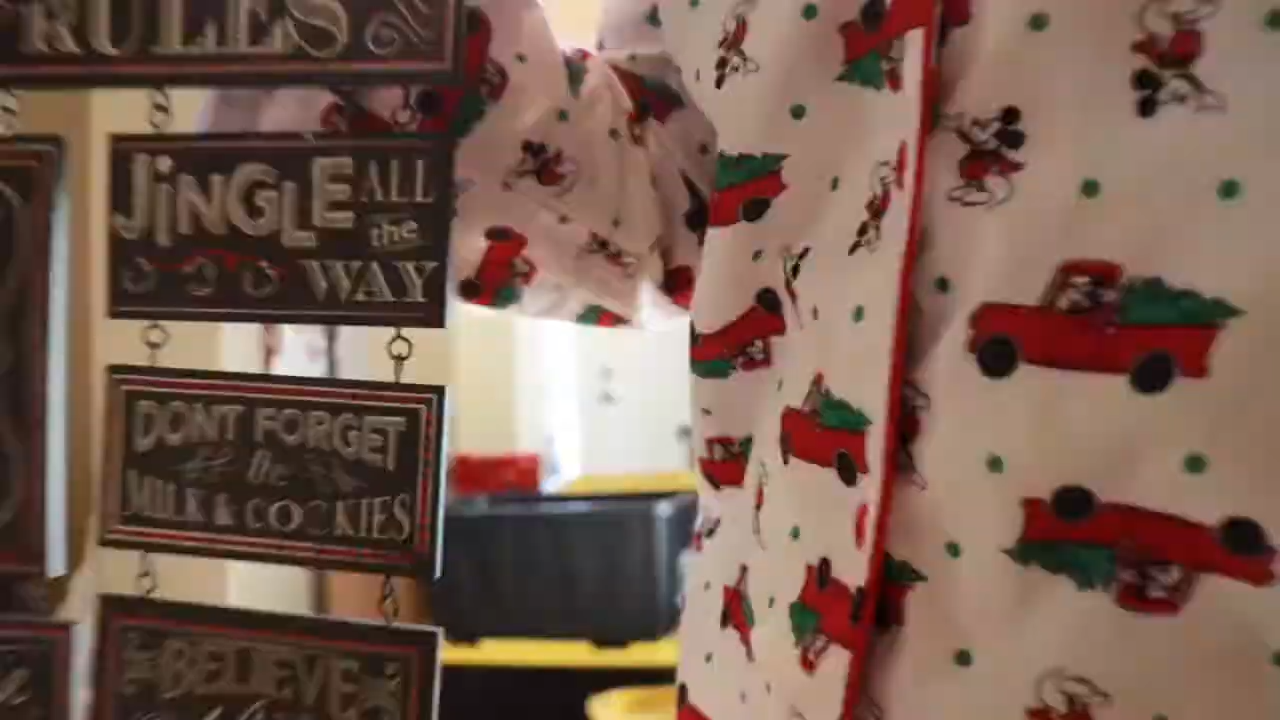 RULES
JiNGLE ALL
the
WAY
DONT FORGET
the
MILK & COOKIES
BELIEVE